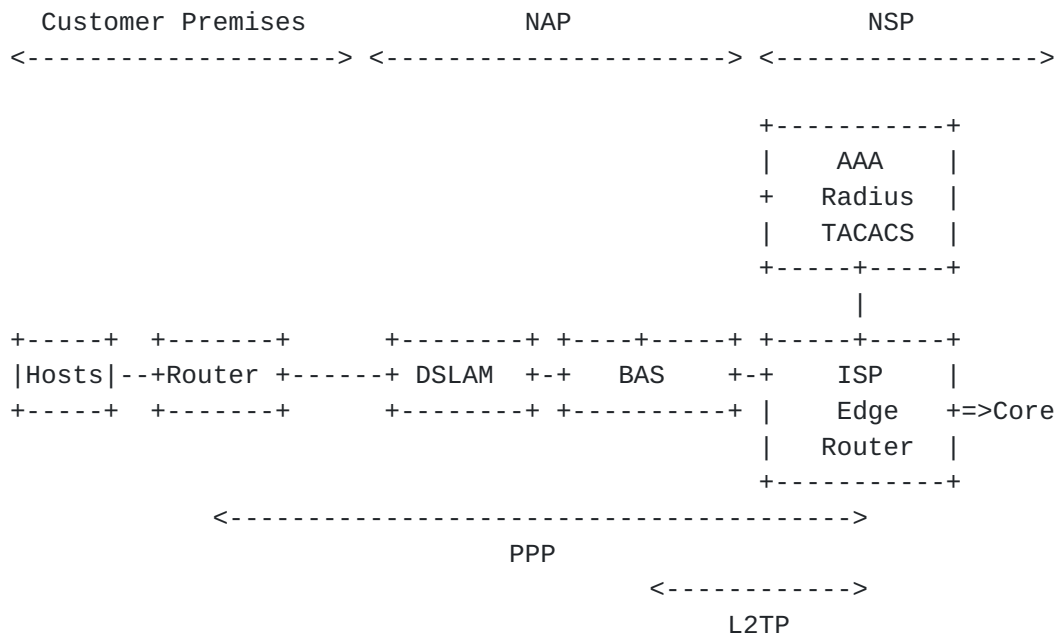 Customer Premises NAP NSP
<--------------------> <----------------------> <----------------->
+-----------+
| AAA |
+ Radius |
| TACACS |
+-----+-----+
|
+-----+ +-------+ +--------+ +----+-----+ +-----+-----+
|Hosts|--+Router +------+ DSLAM +-+ BAS +-+ ISP |
+-----+ +-------+ +--------+ +----------+ | Edge +=>Core
| Router |
+-----------+
<---------------------------------------->
PPP
<------------>
L2TP